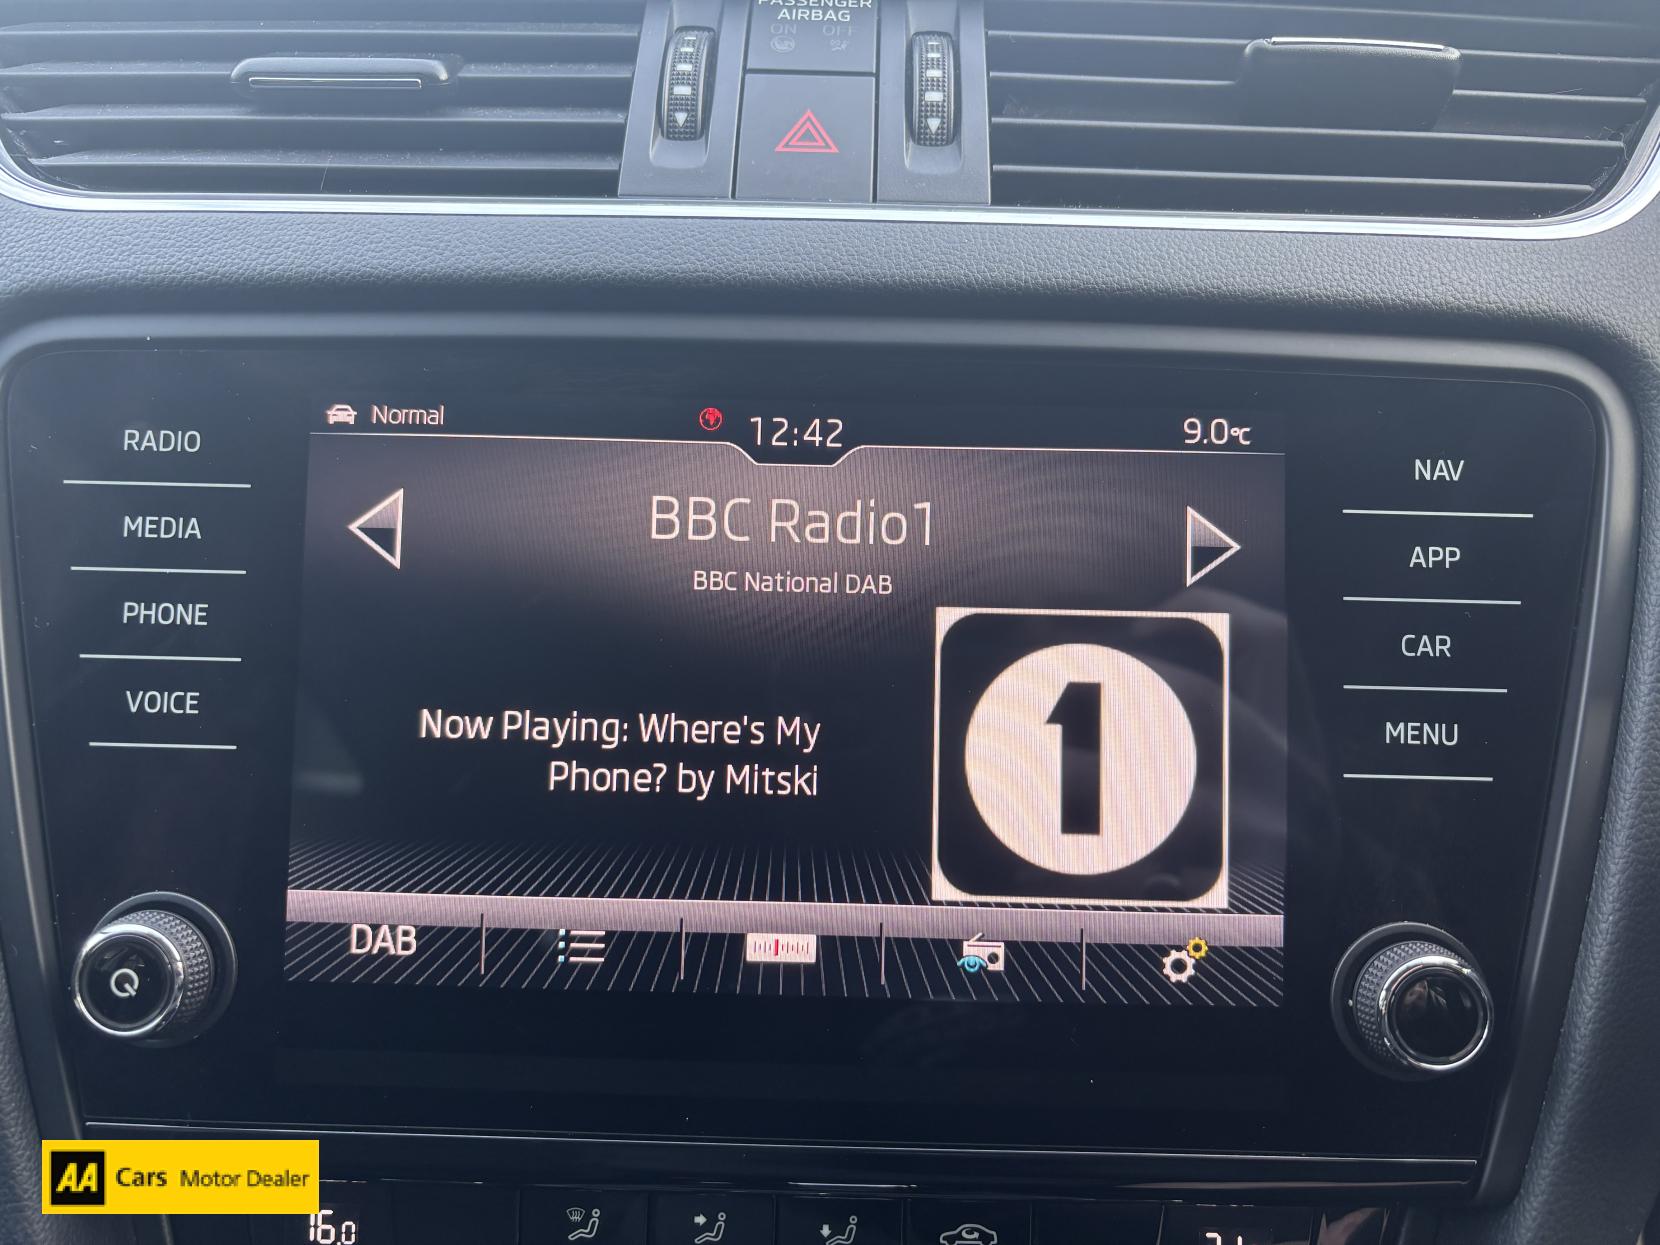 PASSENGER
AIRBAG
ON OFF
Normal
12:42
9.0°C
RADIO
MEDIA
PHONE
VOICE
NAV
APP
CAR
MENU
BBC Radio1
BBC National DAB
Now Playing: Where's My
Phone? by Mitski
1
DAB
AA Cars Motor Dealer
16.0